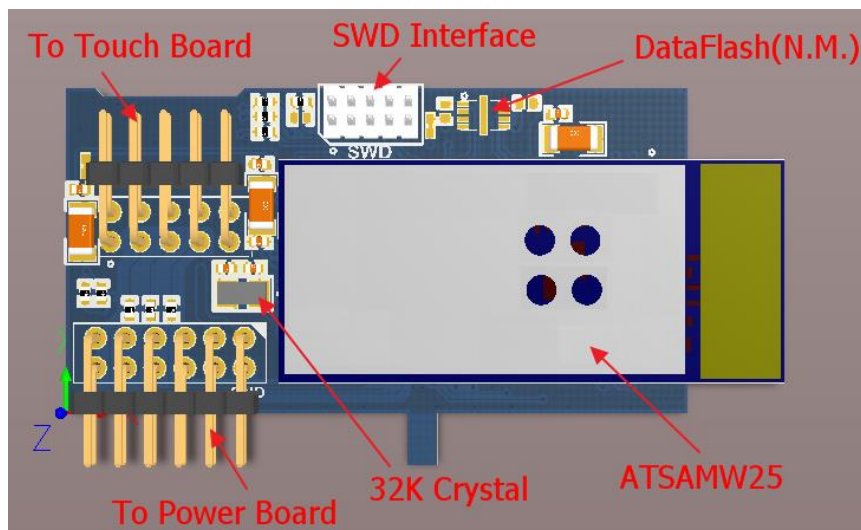 SWD Interface
To Touch Board
DataFlash(N.M.)
SWD
Z
32K Crystal
ATSAMW25
To Power Board